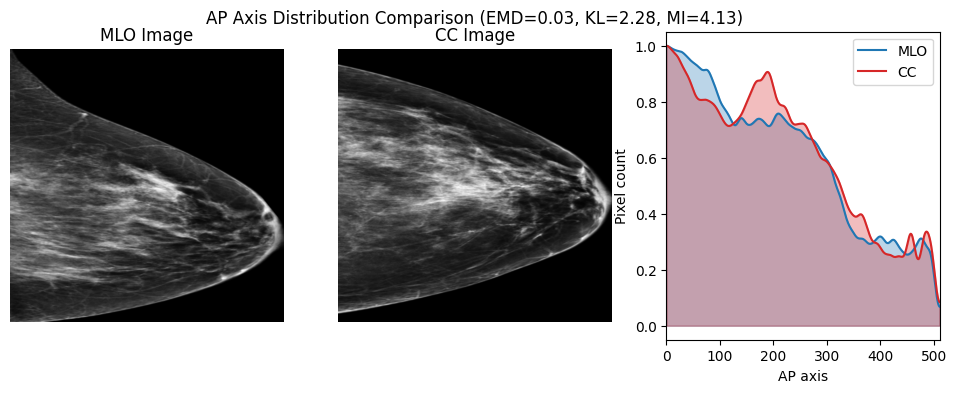 AP Axis Distribution Comparison (EMD=0.03, KL=2.28, MI=4.13)
MLO Image
CC Image
MLO
CC
Pixel count
1.0
0.8
0.6
0.4
0.2
0.0
0 100 200 300 400 500
AP axis